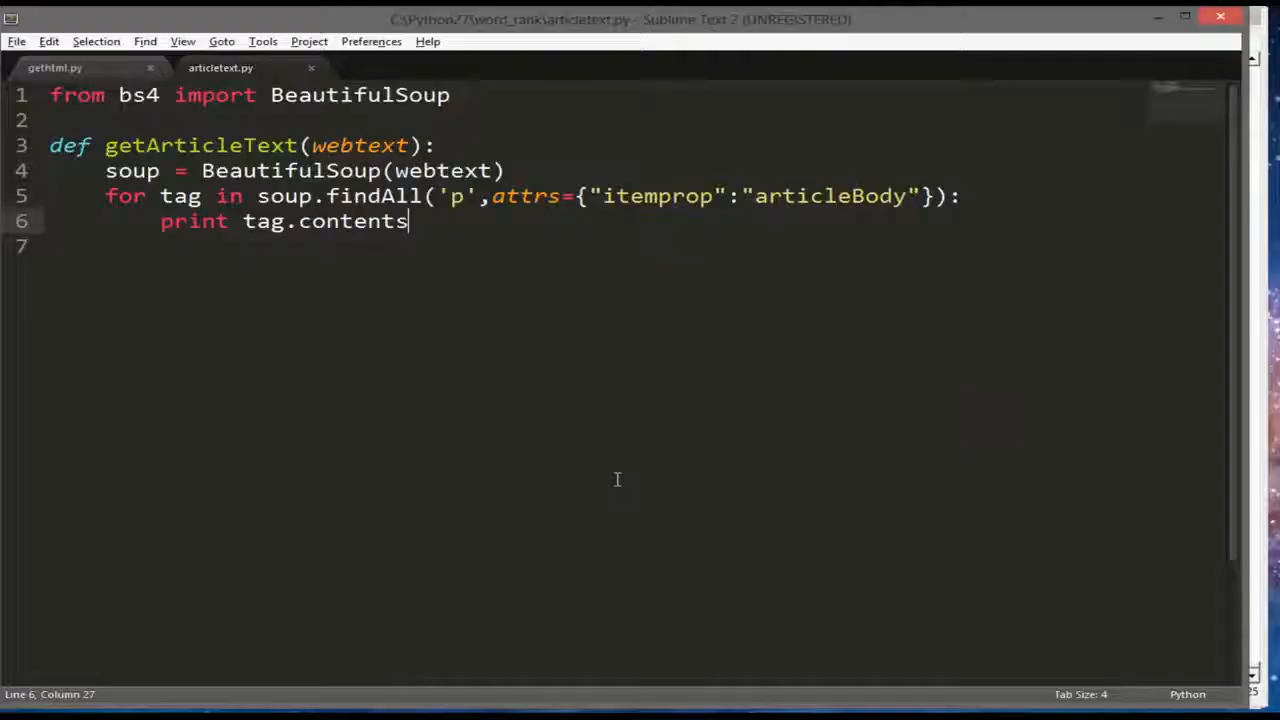 C:\Python27\word_rank\articletext.py - Sublime Text 2 (UNREGISTERED)
File Edit Selection Find View Goto Tools Project Preferences Help
gethtml.py articletext.py
1 from bs4 import BeautifulSoup
2
3 def getArticleText(webtext):
4     soup = BeautifulSoup(webtext)
5     for tag in soup.findAll('p',attrs={"itemprop":"articleBody"}):
6         print tag.contents
7
Line 6, Column 27 Tab Size: 4 Python
25